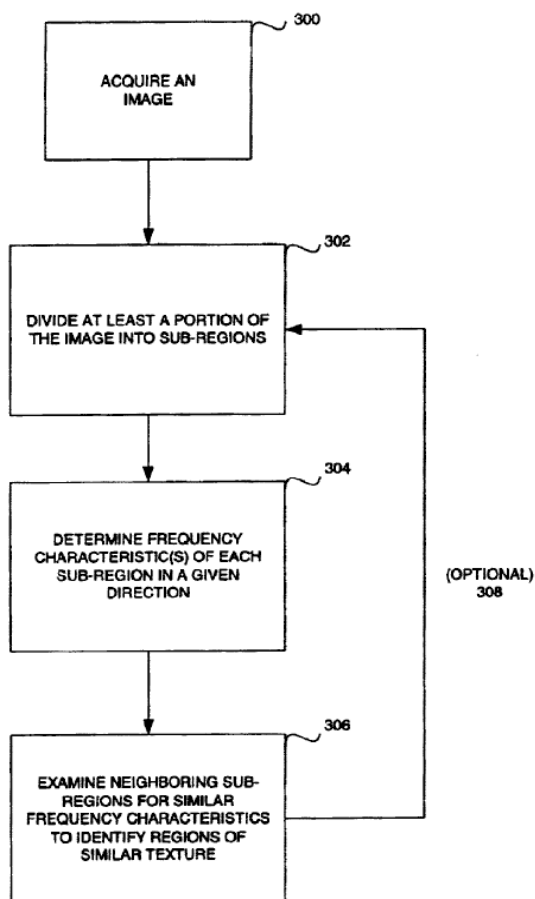 300
ACQUIRE AN
IMAGE
302
DIVIDE AT LEAST A PORTION OF
THE IMAGE INTO SUB-REGIONS
304
DETERMINE FREQUENCY
CHARACTERISTIC(S) OF EACH
SUB-REGION IN A GIVEN
DIRECTION
(OPTIONAL)
308
306
EXAMINE NEIGHBORING SUB-
REGIONS FOR SIMILAR
FREQUENCY CHARACTERISTICS
TO IDENTIFY REGIONS OF
SIMILAR TEXTURE